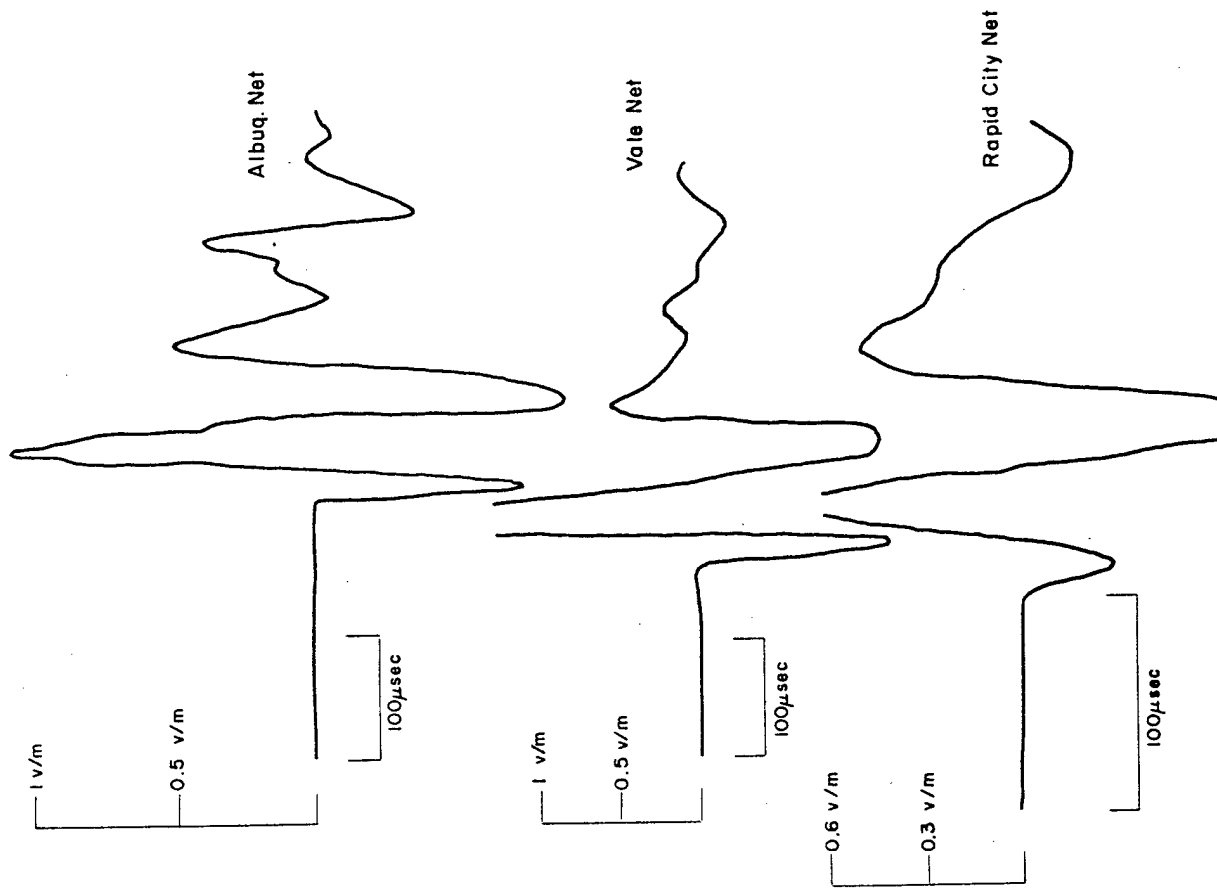 1 v/m
0.5 v/m
100μsec
Albuq. Net
1 v/m
0.5 v/m
100μsec
Vale Net
0.6 v/m
0.3 v/m
100μsec
Rapid City Net